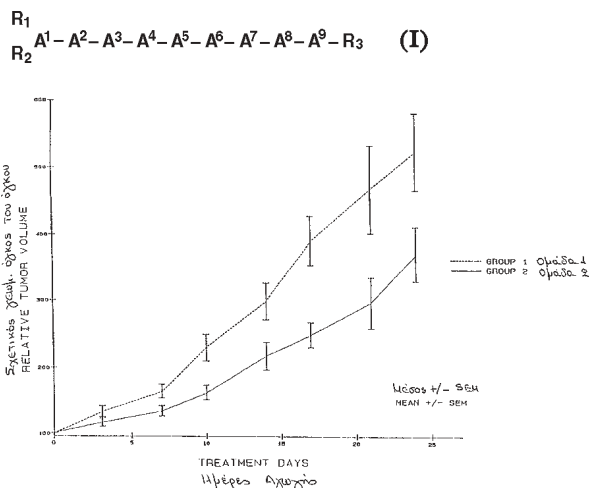 R1
R2 A1 – A2 – A3 – A4 – A5 – A6 – A7 – A8 – A9 – R3 (I)
600
500
400
300
200
100
0 5 10 15 20 25
Σχετικός γεωμ. όγκος του όγκου
RELATIVE TUMOR VOLUME
GROUP 1 Ομάδα 1
GROUP 2 Ομάδα 2
Μέσος +/- SEM
MEAN +/- SEM
TREATMENT DAYS
Ημέρες Αγωγής